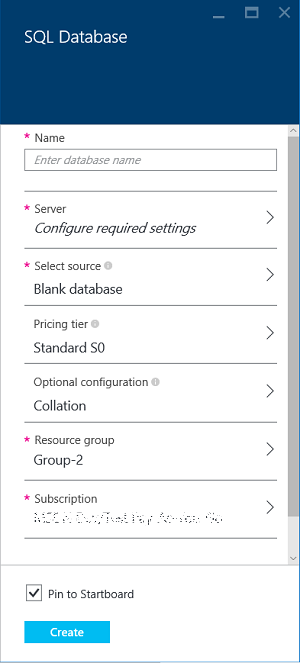 SQL Database
* Name
Enter database name
* Server
Configure required settings
* Select source
Blank database
Pricing tier
Standard S0
Optional configuration
Collation
* Resource group
Group-2
* Subscription
Pin to Startboard
Create